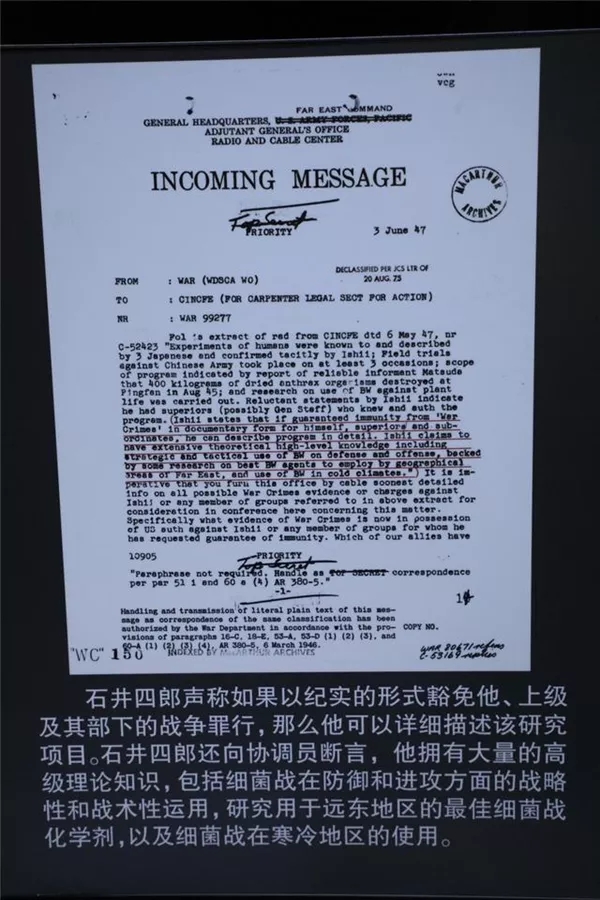 vcg
FAR EAST COMMAND
GENERAL HEADQUARTERS, U. S. ARMY FORCES, PACIFIC
ADJUTANT GENERAL'S OFFICE
RADIO AND CABLE CENTER
INCOMING MESSAGE
MACARTHUR
ARCHIVES
Top Secret
PRIORITY
3 June 47
DECLASSIFIED PER JCS LTR OF
20 AUG. 75
FROM : WAR (WDSCA WO)
TO : CINCFE (FOR CARPENTER LEGAL SECT FOR ACTION)
NR : WAR 99277
Fol is extract of rad from CINCFE dtd 6 May 47, nr
C-52423 "Experiments of humans were known to and described
by 3 Japanese and confirmed tacitly by Ishii; Field trials
against Chinese Army took place on at least 3 occasions; scope
of program indicated by report of reliable informant Matsuda
that 400 kilograms of dried anthrax organisms destroyed at
Pingfan in Aug 45; and research on use of BW against plant
life was carried out. Reluctant statements by Ishii indicate
he had superiors (possibly Gen Staff) who knew and auth the
program. (Ishii states that if guaranteed immunity from 'War
Crimes' in documentary form for himself, superiors and sub-
ordinates, he can describe program in detail. Ishii claims to
have extensive theoretical high-level knowledge including
strategic and tactical use of BW on defense and offense, backed
by some research on best BW agents to employ by geographical
areas of Far East, and use of BW in cold climates.") It is im-
perative that you furn this office by cable soonest detailed
info on all possible War Crimes evidence or charges against
Ishii or any member of groups referred to in above extract for
consideration in conference here concerning this matter.
Specifically what evidence of War Crimes is now in possession
of US auth against Ishii or any member of groups for whom he
has requested guarantee of immunity. Which of our allies have
10905
PRIORITY
Top Secret
"Paraphrase not required. Handle as TOP SECRET correspondence
per par 51 i and 60 a (4) AR 380-5."
-1-
Handling and transmission of literal plain text of this mes-
sage as correspondence of the same classification has been
authorized by the War Department in accordance with the pro-
visions of paragraphs 16-C, 18-E, 53-A, 53-D (1) (2) (3), and
60-A (1) (2) (3) (4), AR 380-5, 6 March 1946.
COPY NO.
"WC" 150
INDEXED BY MacARTHUR ARCHIVES
石井四郎声称如果以纪实的形式豁免他、上级
及其部下的战争罪行，那么他可以详细描述该研究
项目。石井四郎还向协调员断言，他拥有大量的高
级理论知识，包括细菌战在防御和进攻方面的战略
性和战术性运用，研究用于远东地区的最佳细菌战
化学剂，以及细菌战在寒冷地区的使用。